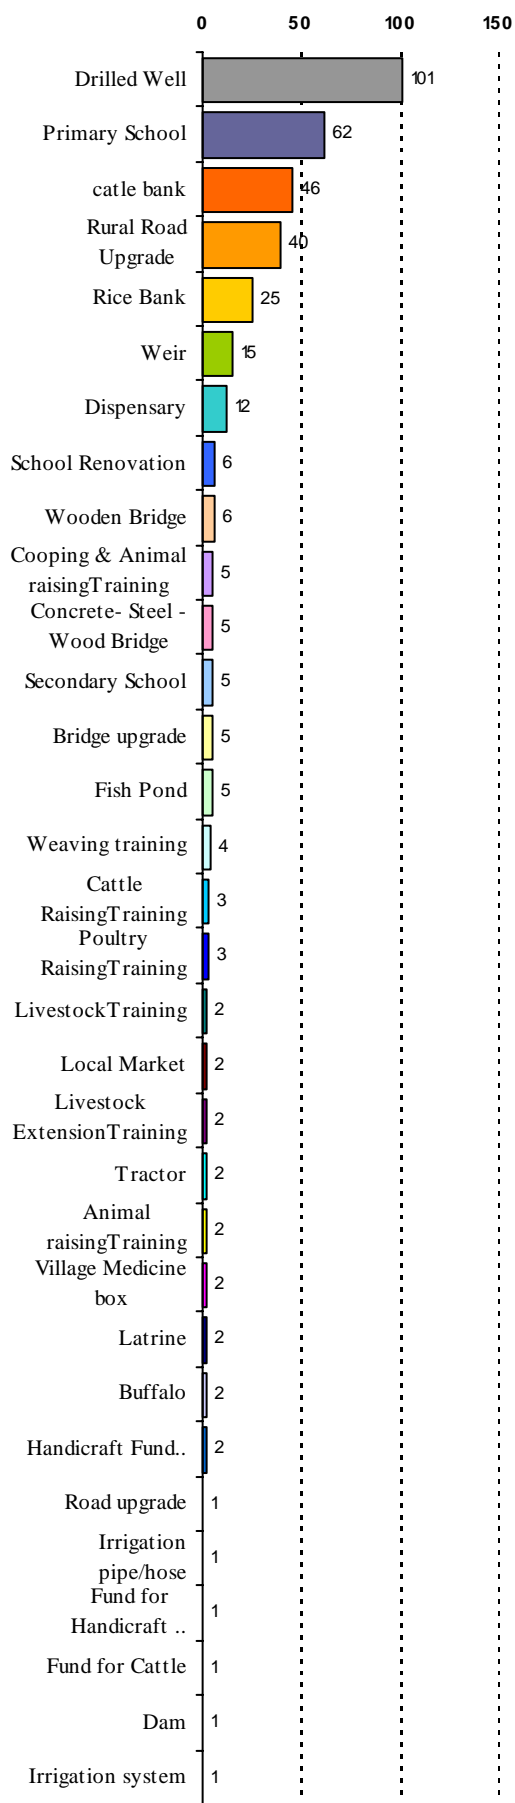 0 50 100 150
Drilled Well 101
Primary School 62
catle bank 46
Rural Road
Upgrade 40
Rice Bank 25
Weir 15
Dispensary 12
School Renovation 6
Wooden Bridge 6
Cooping & Animal
raisingTraining 5
Concrete- Steel -
Wood Bridge 5
Secondary School 5
Bridge upgrade 5
Fish Pond 5
Weaving training 4
Cattle
RaisingTraining 3
Poultry
RaisingTraining 3
LivestockTraining 2
Local Market 2
Livestock
ExtensionTraining 2
Tractor 2
Animal
raisingTraining 2
Village Medicine
box 2
Latrine 2
Buffalo 2
Handicraft Fund.. 2
Road upgrade 1
Irrigation
pipe/hose 1
Fund for
Handicraft .. 1
Fund for Cattle 1
Dam 1
Irrigation system 1